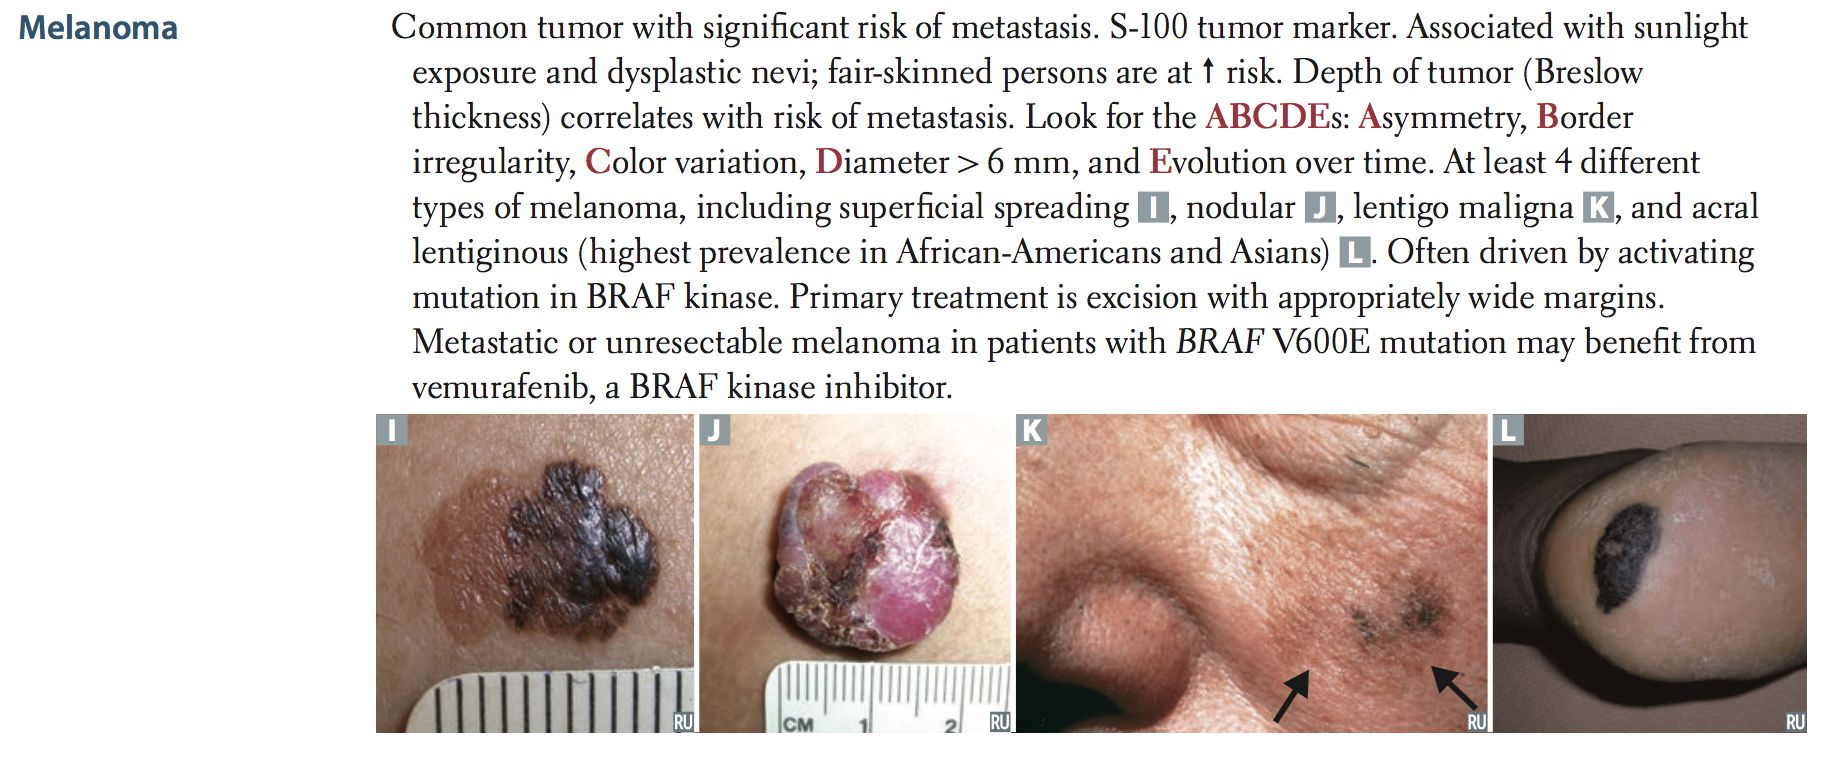 Melanoma
Common tumor with significant risk of metastasis. S-100 tumor marker. Associated with sunlight
exposure and dysplastic nevi; fair-skinned persons are at ↑ risk. Depth of tumor (Breslow
thickness) correlates with risk of metastasis. Look for the ABCDEs: Asymmetry, Border
irregularity, Color variation, Diameter > 6 mm, and Evolution over time. At least 4 different
types of melanoma, including superficial spreading I, nodular J, lentigo maligna K, and acral
lentiginous (highest prevalence in African-Americans and Asians) L. Often driven by activating
mutation in BRAF kinase. Primary treatment is excision with appropriately wide margins.
Metastatic or unresectable melanoma in patients with BRAF V600E mutation may benefit from
vemurafenib, a BRAF kinase inhibitor.
I J K L
CM 1 2
RU RU RU RU